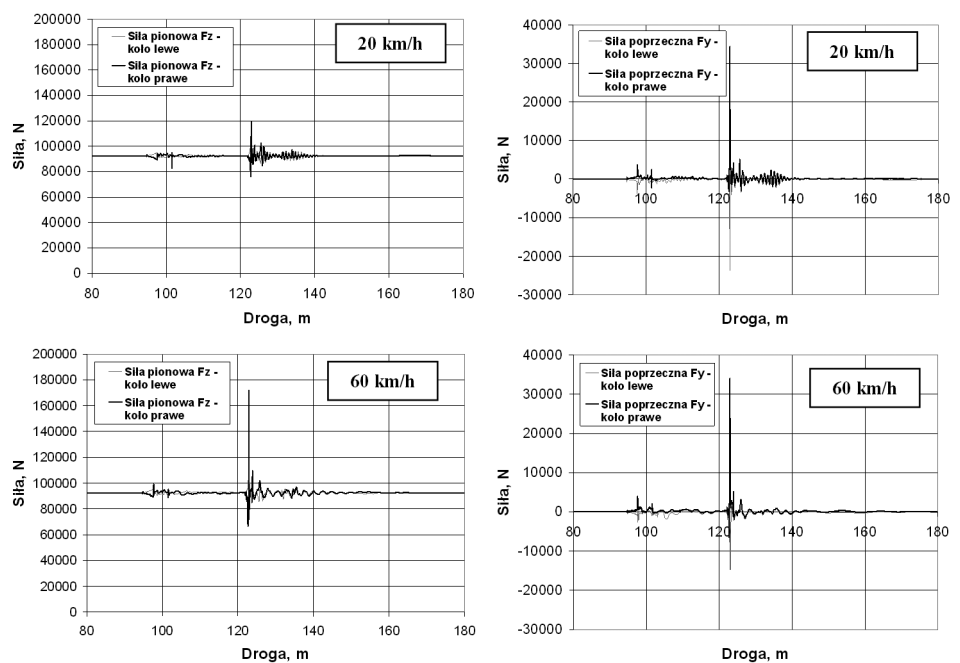 200000
180000
160000
140000
120000
100000
80000
60000
40000
20000
0
Siła, N
Siła pionowa Fz -
koło lewe
Siła pionowa Fz -
koło prawe
20 km/h
80 100 120 140 160 180
Droga, m
40000
30000
20000
10000
0
-10000
-20000
-30000
Siła, N
Siła poprzeczna Fy -
koło lewe
Siła poprzeczna Fy -
koło prawe
20 km/h
80 100 120 140 160 180
Droga, m
200000
180000
160000
140000
120000
100000
80000
60000
40000
20000
0
Siła, N
Siła pionowa Fz -
koło lewe
Siła pionowa Fz -
koło prawe
60 km/h
80 100 120 140 160 180
Droga, m
40000
30000
20000
10000
0
-10000
-20000
-30000
Siła, N
Siła poprzeczna Fy -
koło lewe
Siła poprzeczna Fy -
koło prawe
60 km/h
80 100 120 140 160 180
Droga, m